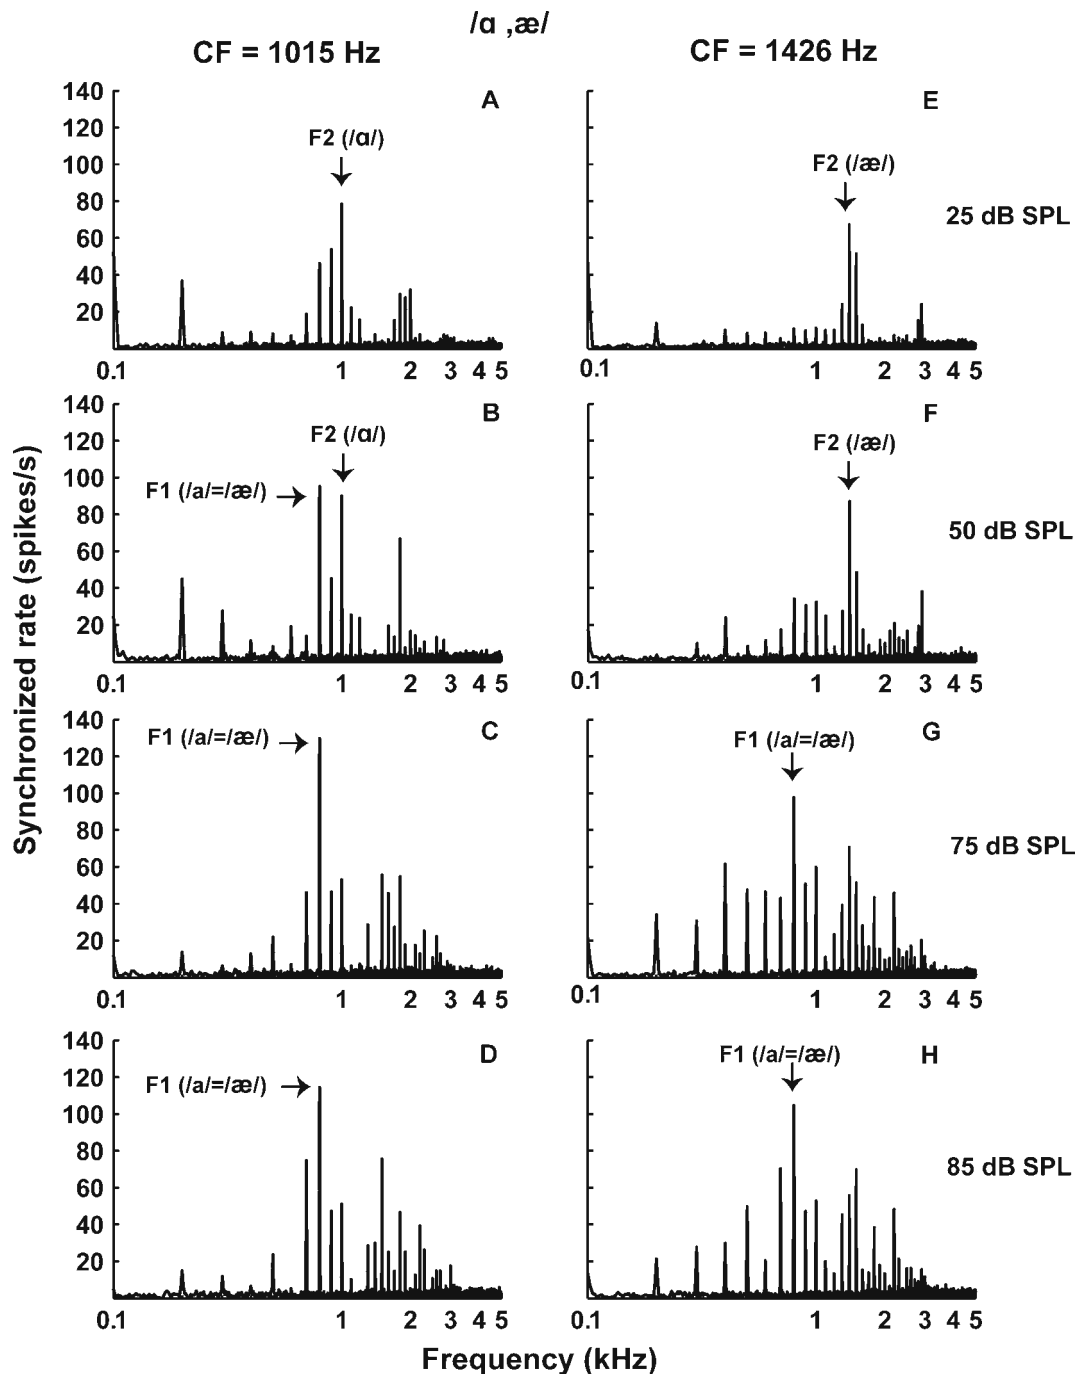 /ɑ ,æ/
CF = 1015 Hz
CF = 1426 Hz
A
140
120
100
80
60
40
20
F2 (/ɑ/)
0.1 1 2 3 4 5
E
F2 (/æ/)
25 dB SPL
0.1 1 2 3 4 5
B
140
120
100
80
60
40
20
F2 (/ɑ/)
F1 (/a/=/æ/)
0.1 1 2 3 4 5
F
F2 (/æ/)
50 dB SPL
0.1 1 2 3 4 5
C
140
120
100
80
60
40
20
F1 (/a/=/æ/)
0.1 1 2 3 4 5
G
F1 (/a/=/æ/)
75 dB SPL
0.1 1 2 3 4 5
D
140
120
100
80
60
40
20
F1 (/a/=/æ/)
0.1 1 2 3 4 5
H
F1 (/a/=/æ/)
85 dB SPL
0.1 1 2 3 4 5
Synchronized rate (spikes/s)
Frequency (kHz)